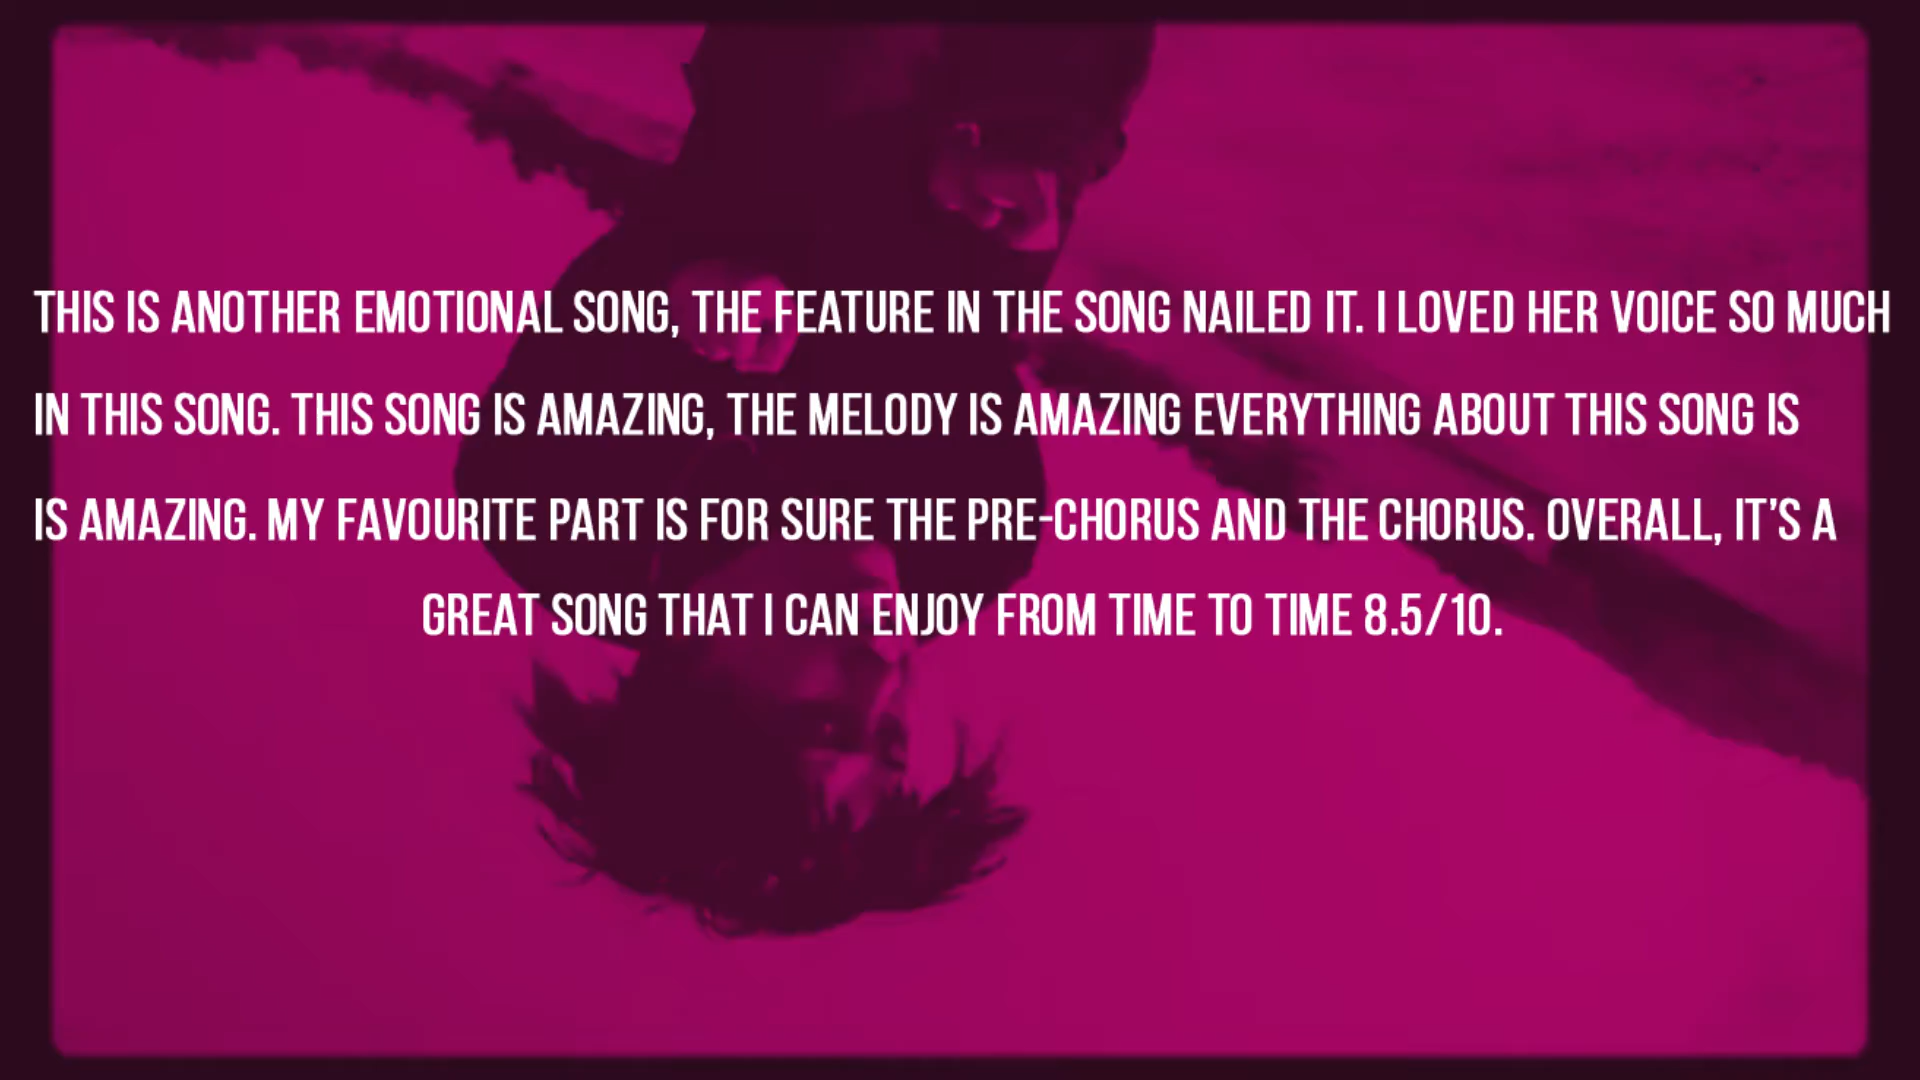 THIS IS ANOTHER EMOTIONAL SONG, THE FEATURE IN THE SONG NAILED IT. I LOVED HER VOICE SO MUCH
IN THIS SONG. THIS SONG IS AMAZING, THE MELODY IS AMAZING EVERYTHING ABOUT THIS SONG IS
IS AMAZING. MY FAVOURITE PART IS FOR SURE THE PRE-CHORUS AND THE CHORUS. OVERALL, IT'S A
GREAT SONG THAT I CAN ENJOY FROM TIME TO TIME 8.5/10.